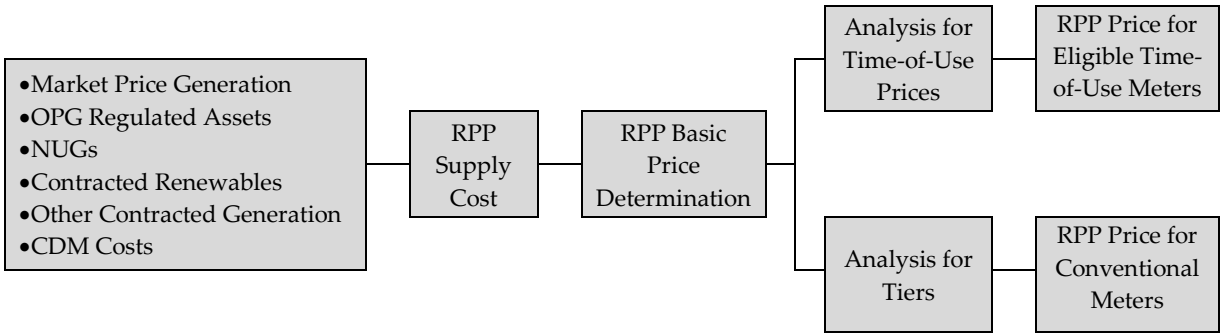 •Market Price Generation
•OPG Regulated Assets
•NUGs
•Contracted Renewables
•Other Contracted Generation
•CDM Costs
RPP
Supply
Cost
RPP Basic
Price
Determination
Analysis for
Time-of-Use
Prices
RPP Price for
Eligible Time-
of-Use Meters
Analysis for
Tiers
RPP Price for
Conventional
Meters